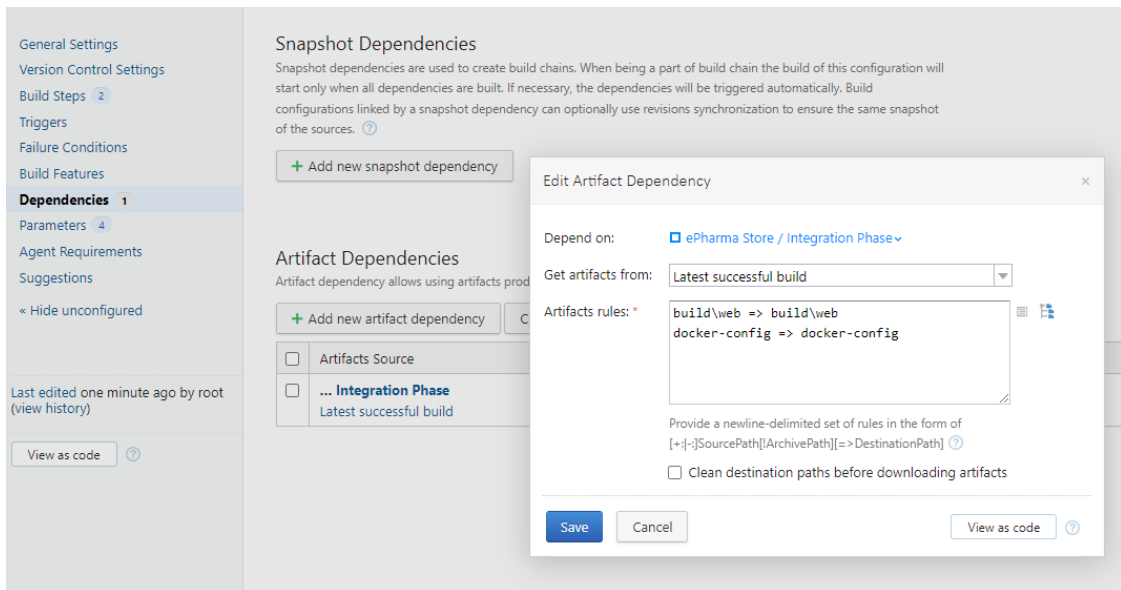 General Settings
Version Control Settings
Build Steps 2
Triggers
Failure Conditions
Build Features
Dependencies 1
Parameters 4
Agent Requirements
Suggestions
« Hide unconfigured
Last edited one minute ago by root
(view history)
View as code
Snapshot Dependencies
Snapshot dependencies are used to create build chains. When being a part of build chain the build of this configuration will
start only when all dependencies are built. If necessary, the dependencies will be triggered automatically. Build
configurations linked by a snapshot dependency can optionally use revisions synchronization to ensure the same snapshot
of the sources.
+ Add new snapshot dependency
Artifact Dependencies
Artifact dependency allows using artifacts prod
+ Add new artifact dependency
C
Artifacts Source
... Integration Phase
Latest successful build
Edit Artifact Dependency
Depend on: ePharma Store / Integration Phase
Get artifacts from: Latest successful build
Artifacts rules: * build\web => build\web
docker-config => docker-config
Provide a newline-delimited set of rules in the form of
[+:|-:]SourcePath[!ArchivePath][=>DestinationPath]
Clean destination paths before downloading artifacts
Save
Cancel
View as code